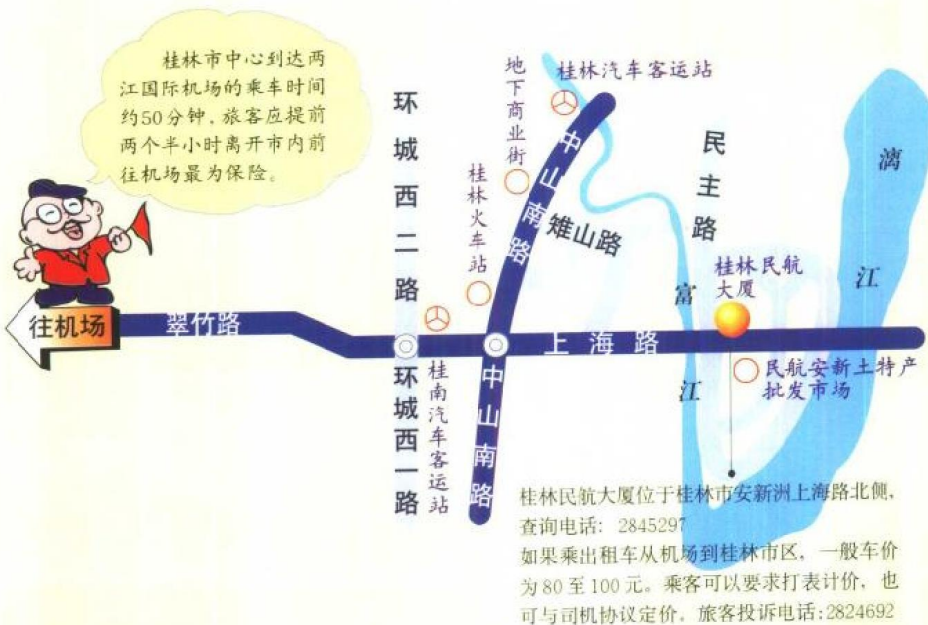 桂林市中心到达两
江国际机场的乘车时间
约50分钟，旅客应提前
两个半小时离开市内前
往机场最为保险。
往机场
翠竹路
环城西二路
环城西一路
桂南汽车客运站
桂林火车站
地下商业街
桂林汽车客运站
中山南路
中山南路
雉山路
上海路
民主路
富江
漓江
桂林民航
大厦
民航安新土特产
批发市场
桂林民航大厦位于桂林市安新洲上海路北侧，
查询电话：2845297
如果乘出租车从机场到桂林市区，一般车价
为80至100元。乘客可以要求打表计价，也
可与司机协议定价。旅客投诉电话：2824692